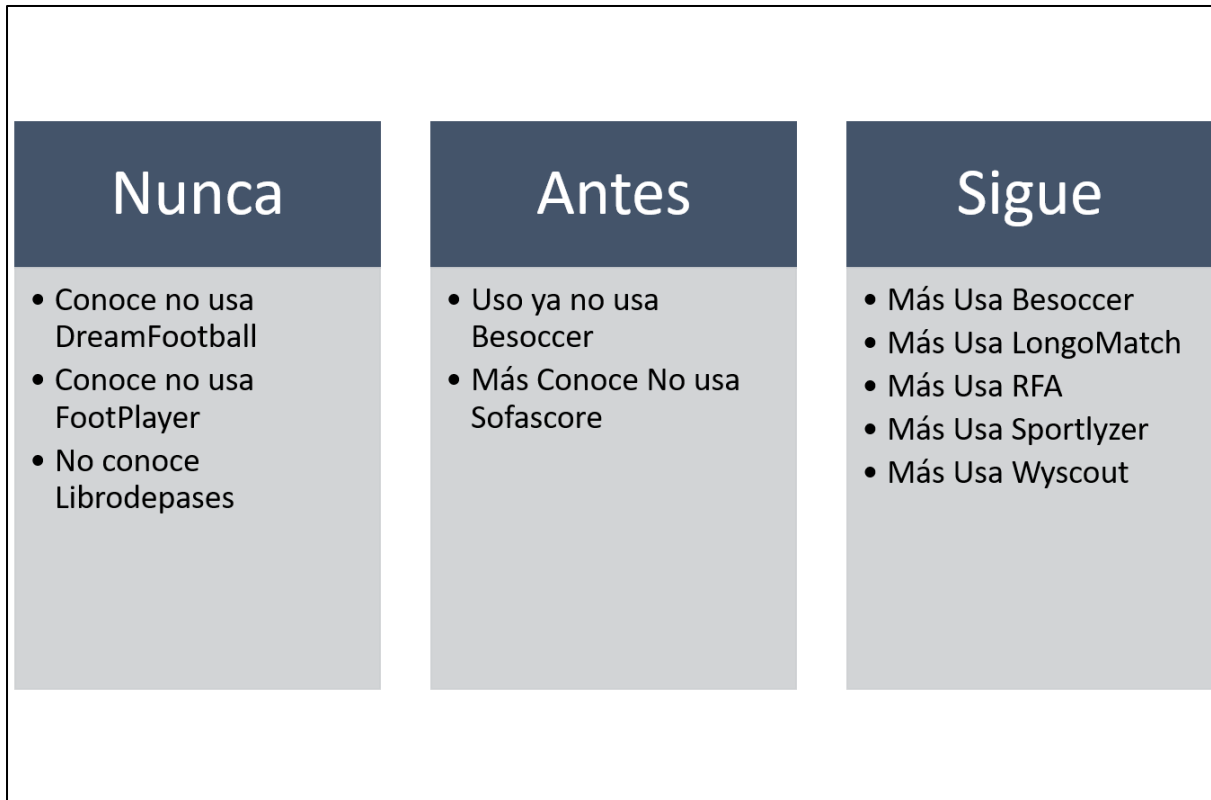 Nunca
• Conoce no usa
DreamFootball
• Conoce no usa
FootPlayer
• No conoce
Librodepases
Antes
• Uso ya no usa
Besoccer
• Más Conoce No usa
Sofascore
Sigue
• Más Usa Besoccer
• Más Usa LongoMatch
• Más Usa RFA
• Más Usa Sportlyzer
• Más Usa Wyscout